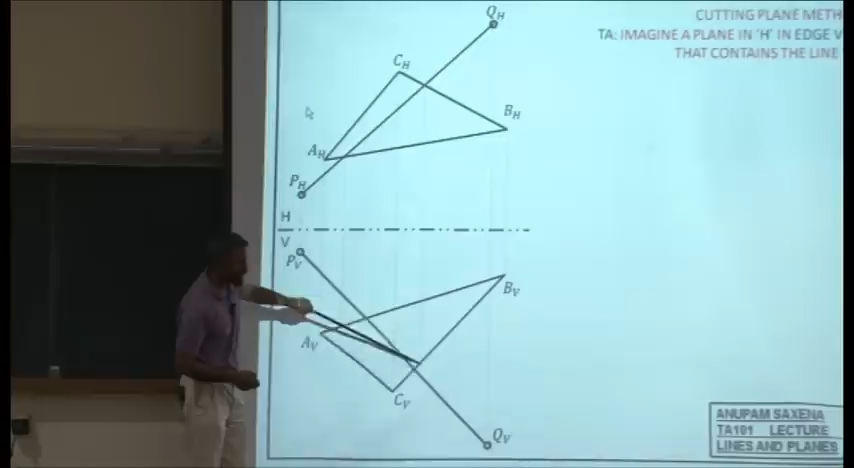 CUTTING PLANE METH
TA: IMAGINE A PLANE IN 'H' IN EDGE V
THAT CONTAINS THE LINE
Q_H
C_H
B_H
A_H
P_H
H
V
P_V
B_V
A_V
C_V
Q_V
ANUPAM SAXENA
TA101 LECTURE
LINES AND PLANES